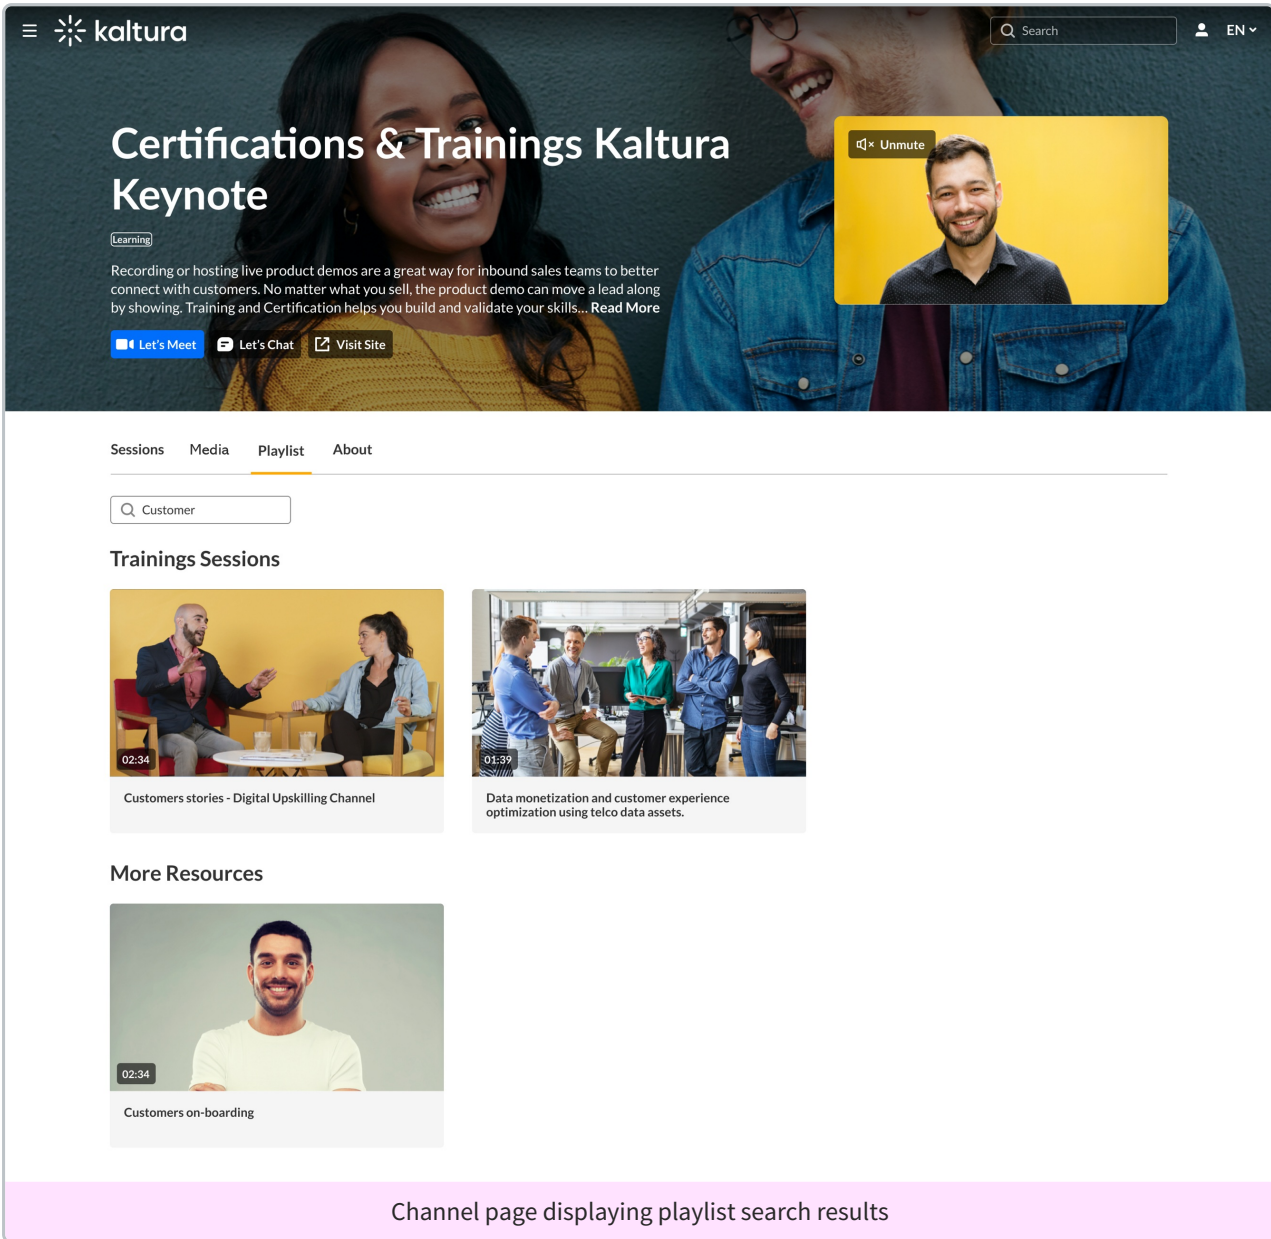 kaltura
Search
EN
Certifications & Trainings Kaltura
Keynote
Unmute
Learning
Recording or hosting live product demos are a great way for inbound sales teams to better
connect with customers. No matter what you sell, the product demo can move a lead along
by showing. Training and Certification helps you build and validate your skills... Read More
Let's Meet
Let's Chat
Visit Site
Sessions
Media
Playlist
About
Customer
Trainings Sessions
02:34
01:39
Customers stories - Digital Upskilling Channel
Data monetization and customer experience
optimization using telco data assets.
More Resources
02:34
Customers on-boarding
Channel page displaying playlist search results